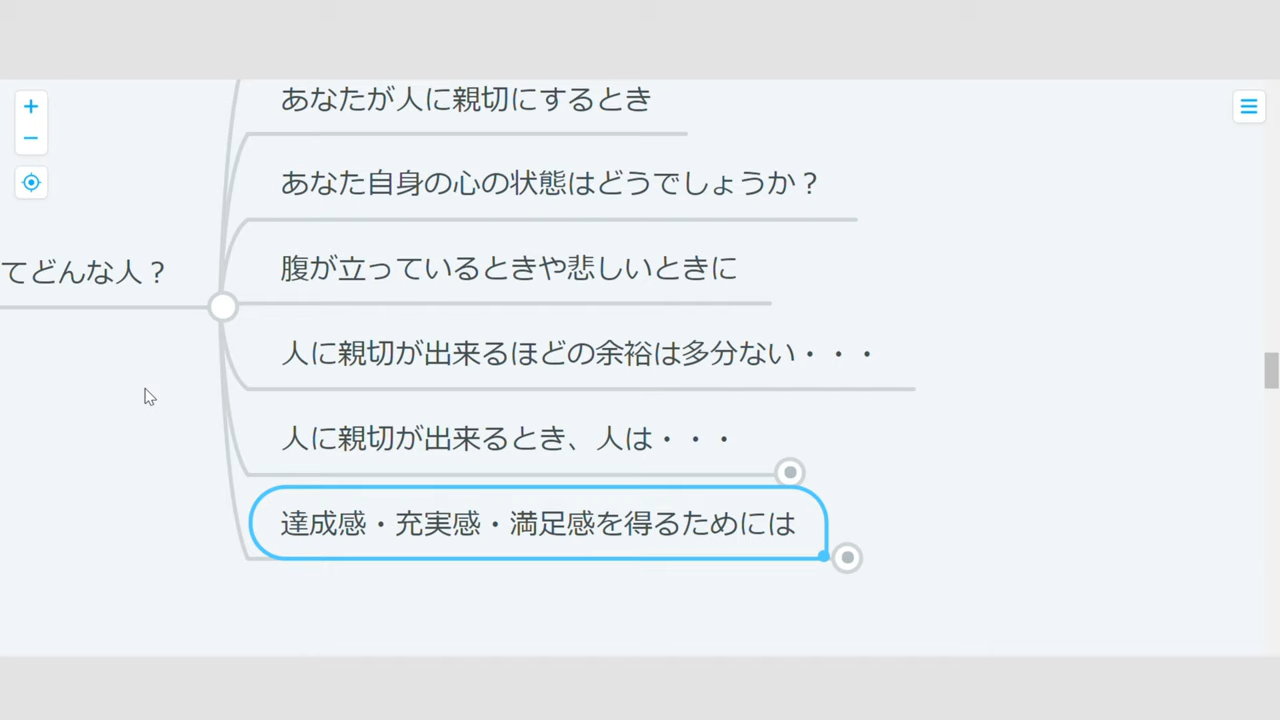 あなたが人に親切にするとき
あなた自身の心の状態はどうでしょうか？
てどんな人？
腹が立っているときや悲しいときに
人に親切が出来るほどの余裕は多分ない・・・
人に親切が出来るとき、人は・・・
達成感・充実感・満足感を得るためには